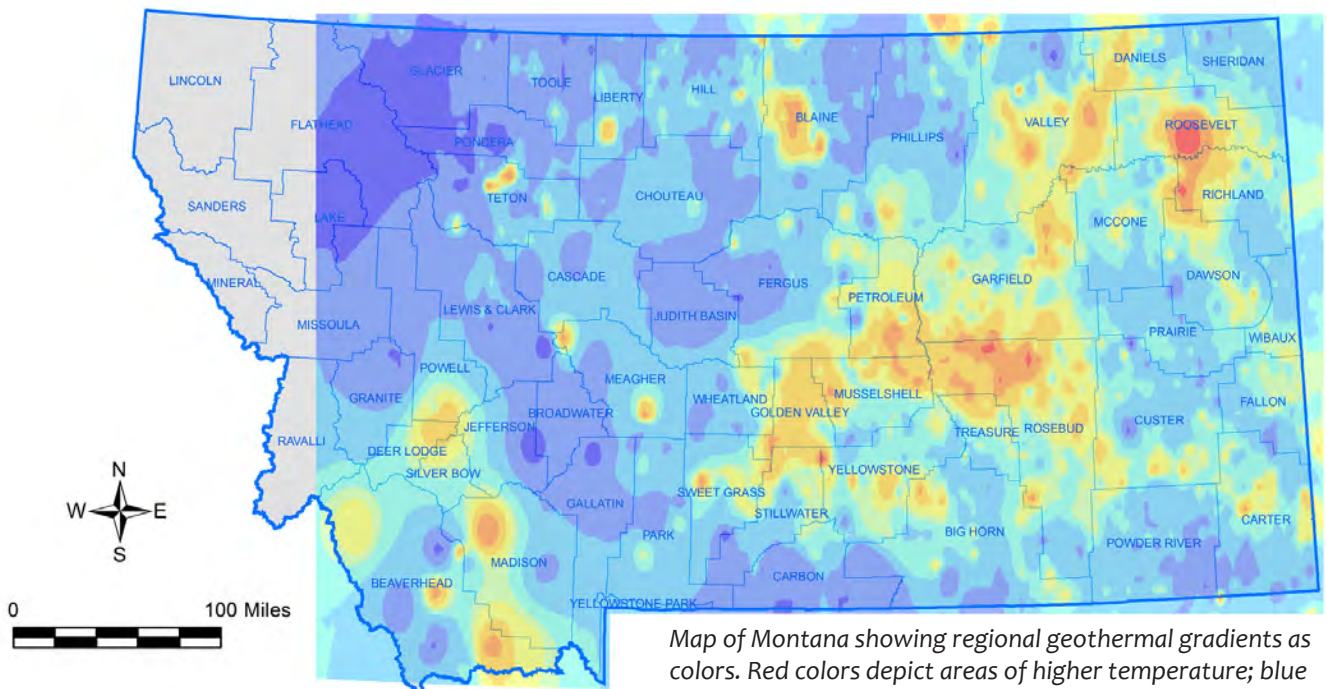 DANIELS
SHERIDAN
LINCOLN
GLACIER
TOOLE
LIBERTY
HILL
BLAINE
VALLEY
ROOSEVELT
FLATHEAD
PONDERA
PHILLIPS
TETON
CHOUTEAU
RICHLAND
SANDERS
LAKE
MCCONE
CASCADE
FERGUS
GARFIELD
DAWSON
MINERAL
LEWIS & CLARK
JUDITH BASIN
PETROLEUM
MISSOULA
PRAIRIE
WIBAUX
POWELL
MEAGHER
GRANITE
BROADWATER
WHEATLAND
GOLDEN VALLEY
MUSSELSHELL
FALLON
RAVALLI
JEFFERSON
TREASURE
ROSEBUD
CUSTER
DEER LODGE
SILVER BOW
YELLOWSTONE
SWEET GRASS
GALLATIN
STILLWATER
PARK
BIG HORN
CARTER
MADISON
POWDER RIVER
BEAVERHEAD
CARBON
YELLOWSTONE PARK
N
W E
S
0 100 Miles
Map of Montana showing regional geothermal gradients as
colors. Red colors depict areas of higher temperature; blue